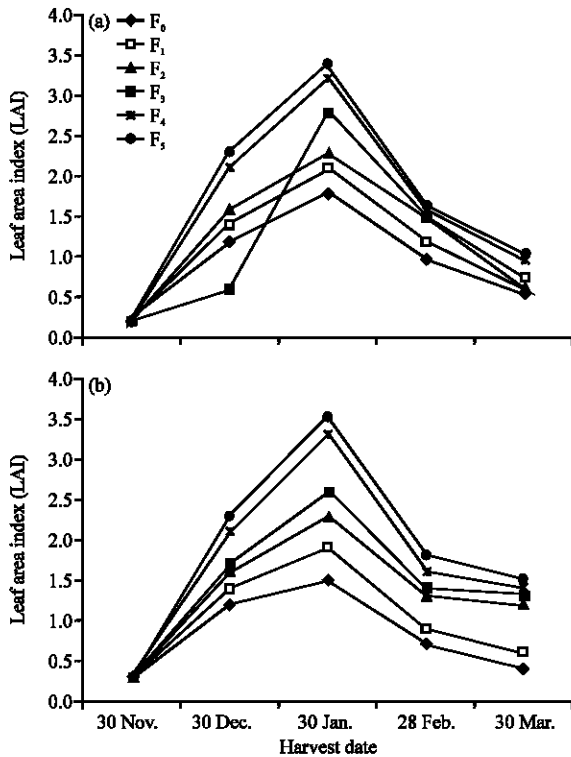 (a)
F₀
F₁
F₂
F₃
F₄
F₅
Leaf area index (LAI)
4.0
3.5
3.0
2.5
2.0
1.5
1.0
0.5
0.0
(b)
Leaf area index (LAI)
4.0
3.5
3.0
2.5
2.0
1.5
1.0
0.5
0.0
30 Nov. 30 Dec. 30 Jan. 28 Feb. 30 Mar.
Harvest date